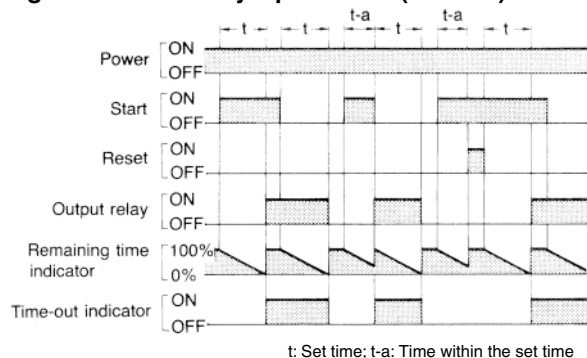 t t t-a t t-a t
Power ON
OFF
Start ON
OFF
Reset ON
OFF
Output relay ON
OFF
Remaining time indicator 100%
0%
Time-out indicator ON
OFF
t: Set time; t-a: Time within the set time